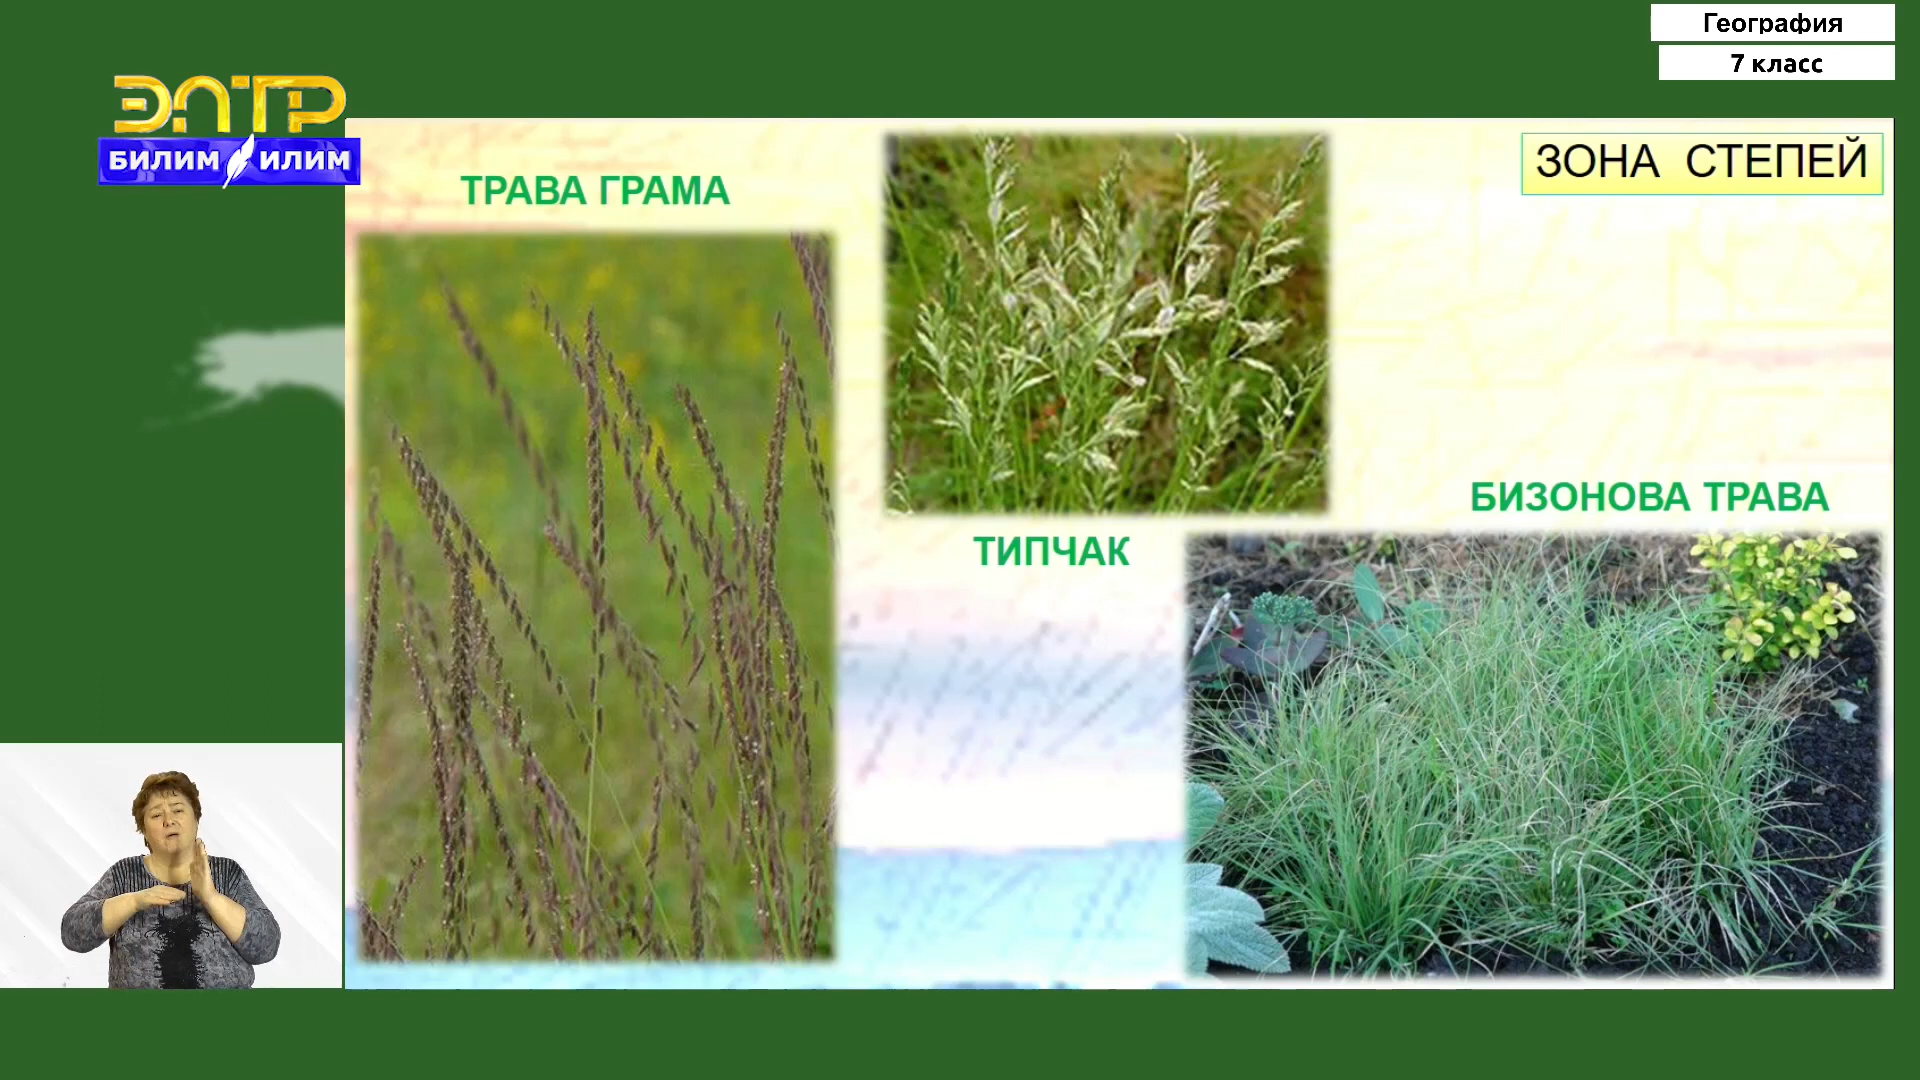 География
7 класс
ЭЛТР
БИЛИМ ИЛИМ
ЗОНА СТЕПЕЙ
ТРАВА ГРАМА
ТИПЧАК
БИЗОНОВА ТРАВА